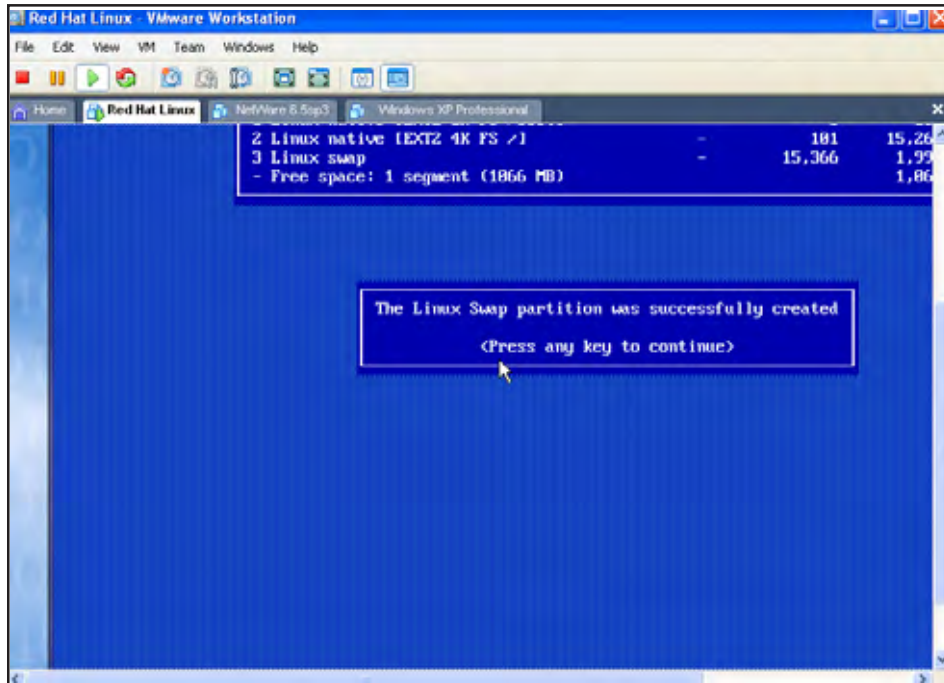 Red Hat Linux - VMware Workstation
File Edit View VM Team Windows Help
Home Red Hat Linux NetWare 6.5sp3 Windows XP Professional
2 Linux native [EXT2 4K FS /] - 101 15,26
3 Linux swap - 15,366 1,99
- Free space: 1 segment (1066 MB) 1,06
The Linux Swap partition was successfully created
<Press any key to continue>